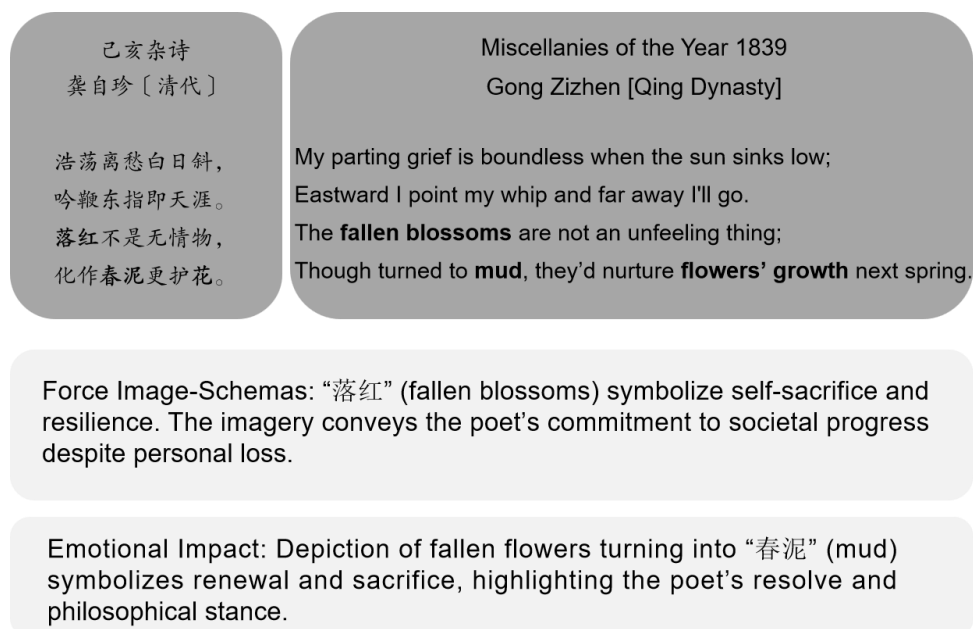 己亥杂诗
龚自珍〔清代〕
浩荡离愁白日斜，
吟鞭东指即天涯。
落红不是无情物，
化作春泥更护花。
Miscellanies of the Year 1839
Gong Zizhen [Qing Dynasty]
My parting grief is boundless when the sun sinks low;
Eastward I point my whip and far away I'll go.
The fallen blossoms are not an unfeeling thing;
Though turned to mud, they’d nurture flowers’ growth next spring.
Force Image-Schemas: “落红” (fallen blossoms) symbolize self-sacrifice and
resilience. The imagery conveys the poet’s commitment to societal progress
despite personal loss.
Emotional Impact: Depiction of fallen flowers turning into “春泥” (mud)
symbolizes renewal and sacrifice, highlighting the poet’s resolve and
philosophical stance.